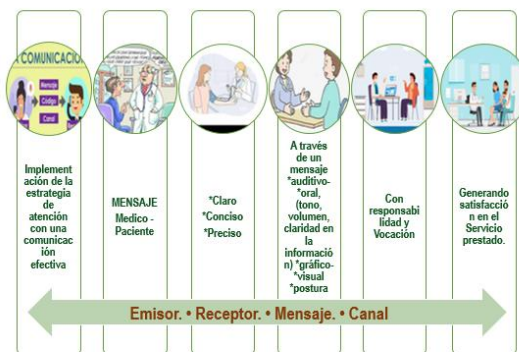 COMUNICACIÓ
Mensaje
Código
Canal
Implement
ación de la
estrategia
de
atención
con una
comunicac
ión
efectiva
MENSAJE
Medico -
Paciente
*Claro
*Conciso
*Preciso
A través
de un
mensaje
*auditivo-
*oral,
(tono,
volumen,
claridad en
la
informació
n) *gráfico-
*visual
*postura
Con
responsabi
lidad y
Vocación
Generando
satisfacció
n en el
Servicio
prestado.
Emisor. • Receptor. • Mensaje. • Canal